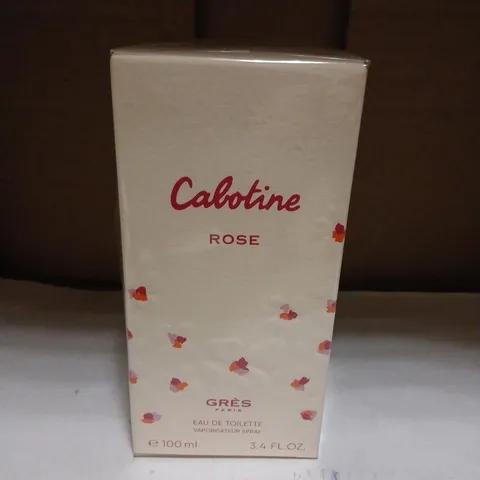 Cabotine
ROSE
GRÈS
PARIS
EAU DE TOILETTE
VAPORISATEUR SPRAY
℮ 100 ml 3.4 FL.OZ.